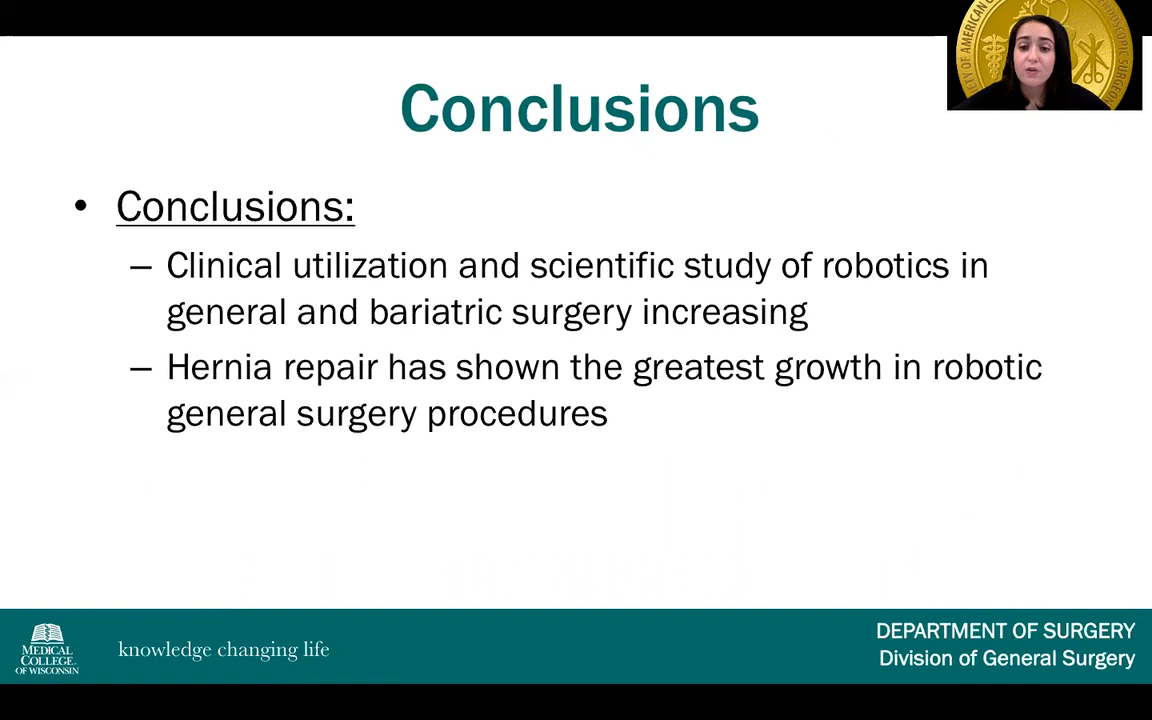 Conclusions
• Conclusions:
– Clinical utilization and scientific study of robotics in
general and bariatric surgery increasing
– Hernia repair has shown the greatest growth in robotic
general surgery procedures
MEDICAL
COLLEGE
OF WISCONSIN
knowledge changing life
DEPARTMENT OF SURGERY
Division of General Surgery